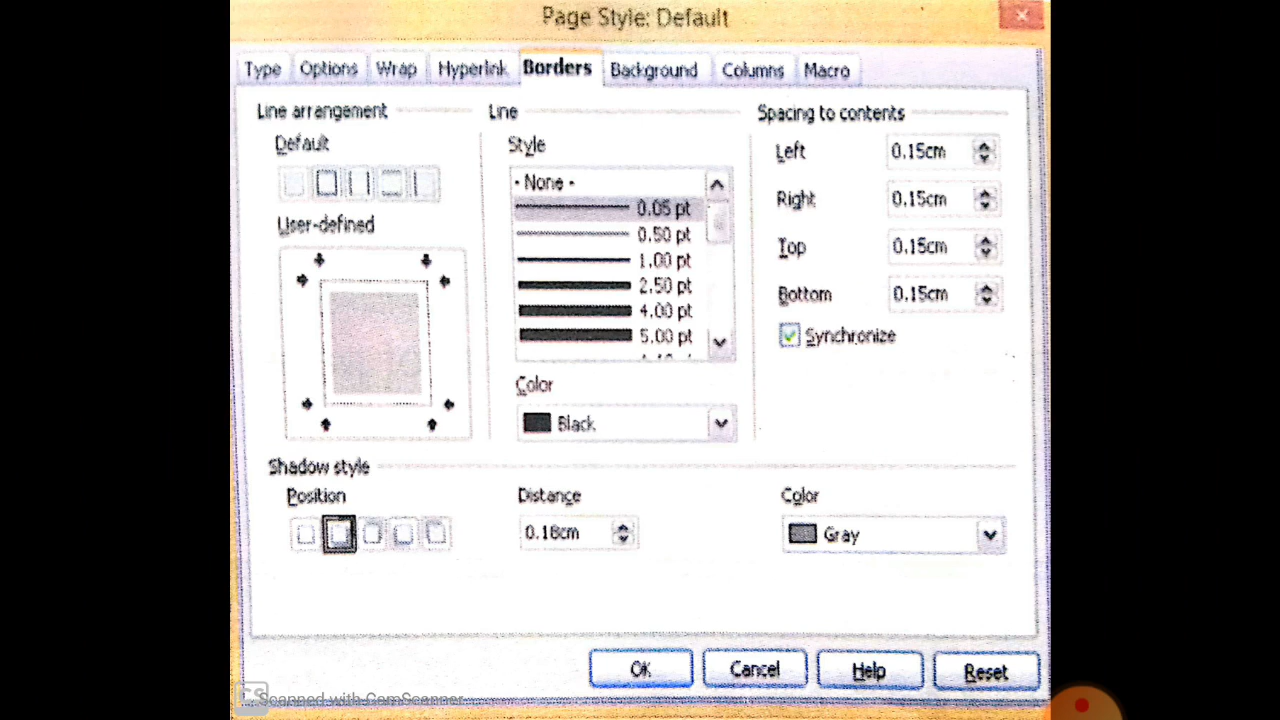 Page Style: Default
Type Options Wrap Hyperlink Borders Background Columns Macro
Line arrangement
Default
User-defined
Line
Style
- None -
0.05 pt
0.50 pt
1.00 pt
2.50 pt
4.00 pt
5.00 pt
Color
Black
Spacing to contents
Left 0.15cm
Right 0.15cm
Top 0.15cm
Bottom 0.15cm
Synchronize
Shadow style
Position
Distance
0.18cm
Color
Gray
OK Cancel Help Reset
CS Scanned with CamScanner